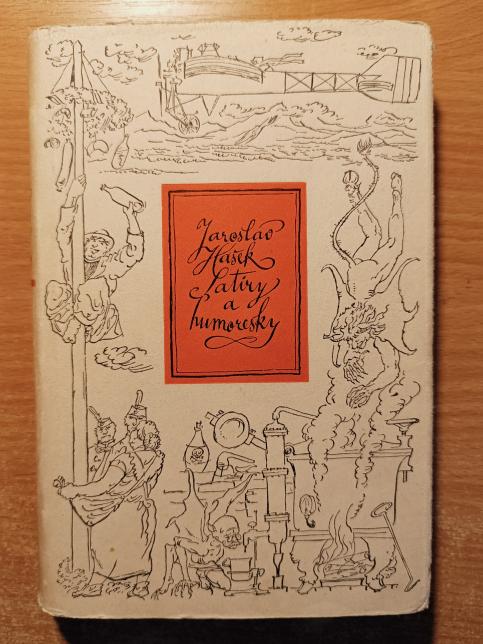 Jaroslav
Hašek
Satiry
a
humoresky